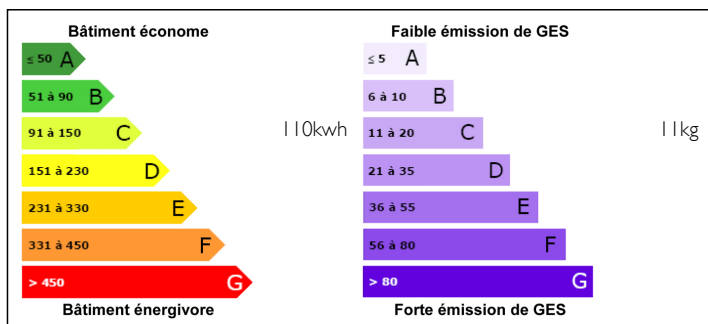 Bâtiment économe
≤ 50 A
51 à 90 B
91 à 150 C
110kwh
151 à 230 D
231 à 330 E
331 à 450 F
> 450 G
Bâtiment énergivore
Faible émission de GES
≤ 5 A
6 à 10 B
11 à 20 C
11kg
21 à 35 D
36 à 55 E
56 à 80 F
> 80 G
Forte émission de GES